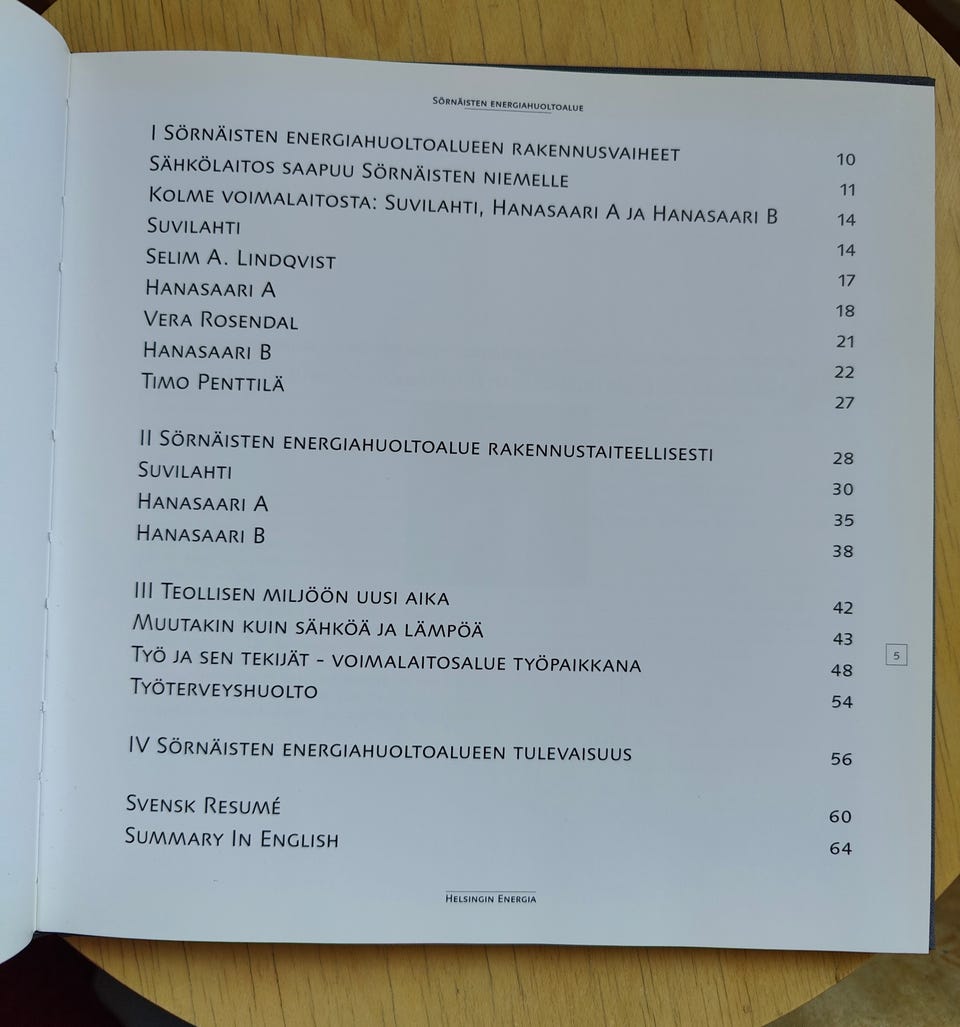 Sörnäisten energiahuoltoalue
I Sörnäisten energiahuoltoalueen rakennusvaiheet 10
Sähkölaitos saapuu Sörnäisten niemelle 11
Kolme voimalaitosta: Suvilahti, Hanasaari A ja Hanasaari B 14
Suvilahti 14
Selim A. Lindqvist 17
Hanasaari A 18
Vera Rosendal 21
Hanasaari B 22
Timo Penttilä 27
II Sörnäisten energiahuoltoalue rakennustaiteellisesti 28
Suvilahti 30
Hanasaari A 35
Hanasaari B 38
III Teollisen miljöön uusi aika 42
Muutakin kuin sähköä ja lämpöä 43
Työ ja sen tekijät - voimalaitosalue työpaikkana 48
Työterveyshuolto 54
5
IV Sörnäisten energiahuoltoalueen tulevaisuus 56
Svensk Resumé 60
Summary In English 64
Helsingin Energia